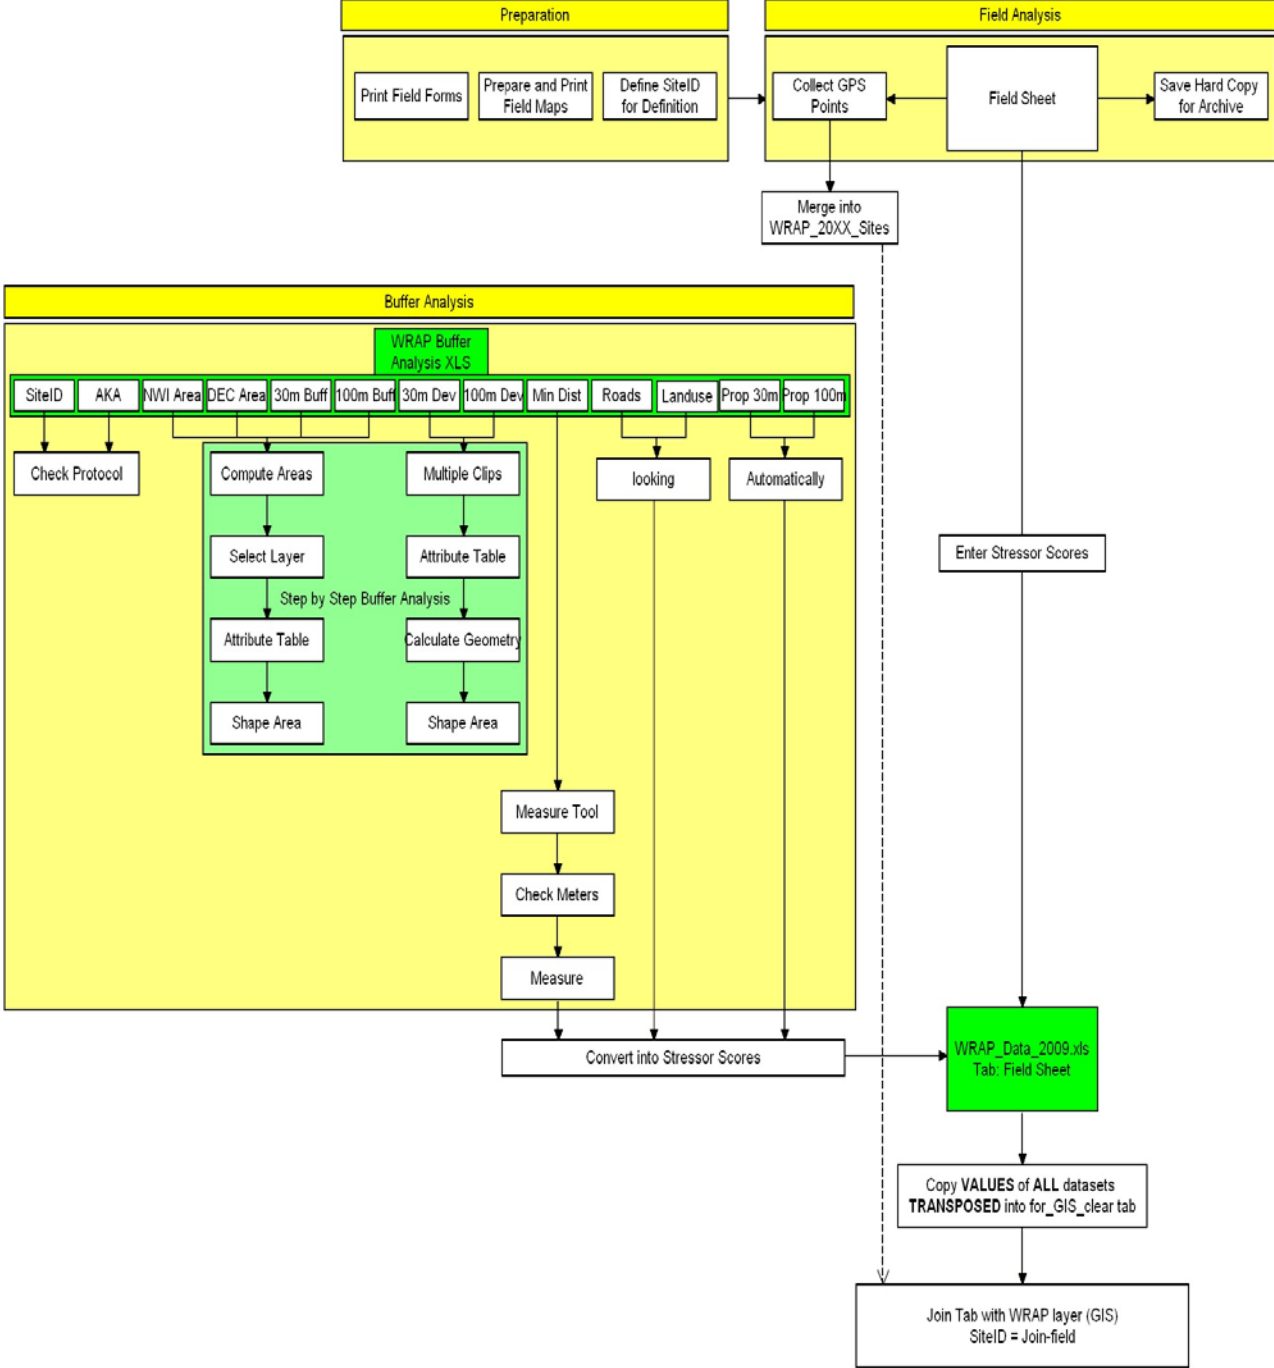 Preparation
Field Analysis
Print Field Forms
Prepare and Print
Field Maps
Define SiteID
for Definition
Collect GPS
Points
Field Sheet
Save Hard Copy
for Archive
Merge into
WRAP_20XX_Sites
Buffer Analysis
WRAP Buffer
Analysis XLS
SiteID
AKA
NWI Area
DEC Area
30m Buff
100m Buff
30m Dev
100m Dev
Min Dist
Roads
Landuse
Prop 30m
Prop 100m
Check Protocol
Compute Areas
Multiple Clips
looking
Automatically
Select Layer
Attribute Table
Enter Stressor Scores
Step by Step Buffer Analysis
Attribute Table
Calculate Geometry
Shape Area
Shape Area
Measure Tool
Check Meters
Measure
Convert into Stressor Scores
WRAP_Data_2009.xls
Tab: Field Sheet
Copy VALUES of ALL datasets
TRANSPOSED into for_GIS_clear tab
Join Tab with WRAP layer (GIS)
SiteID = Join-field